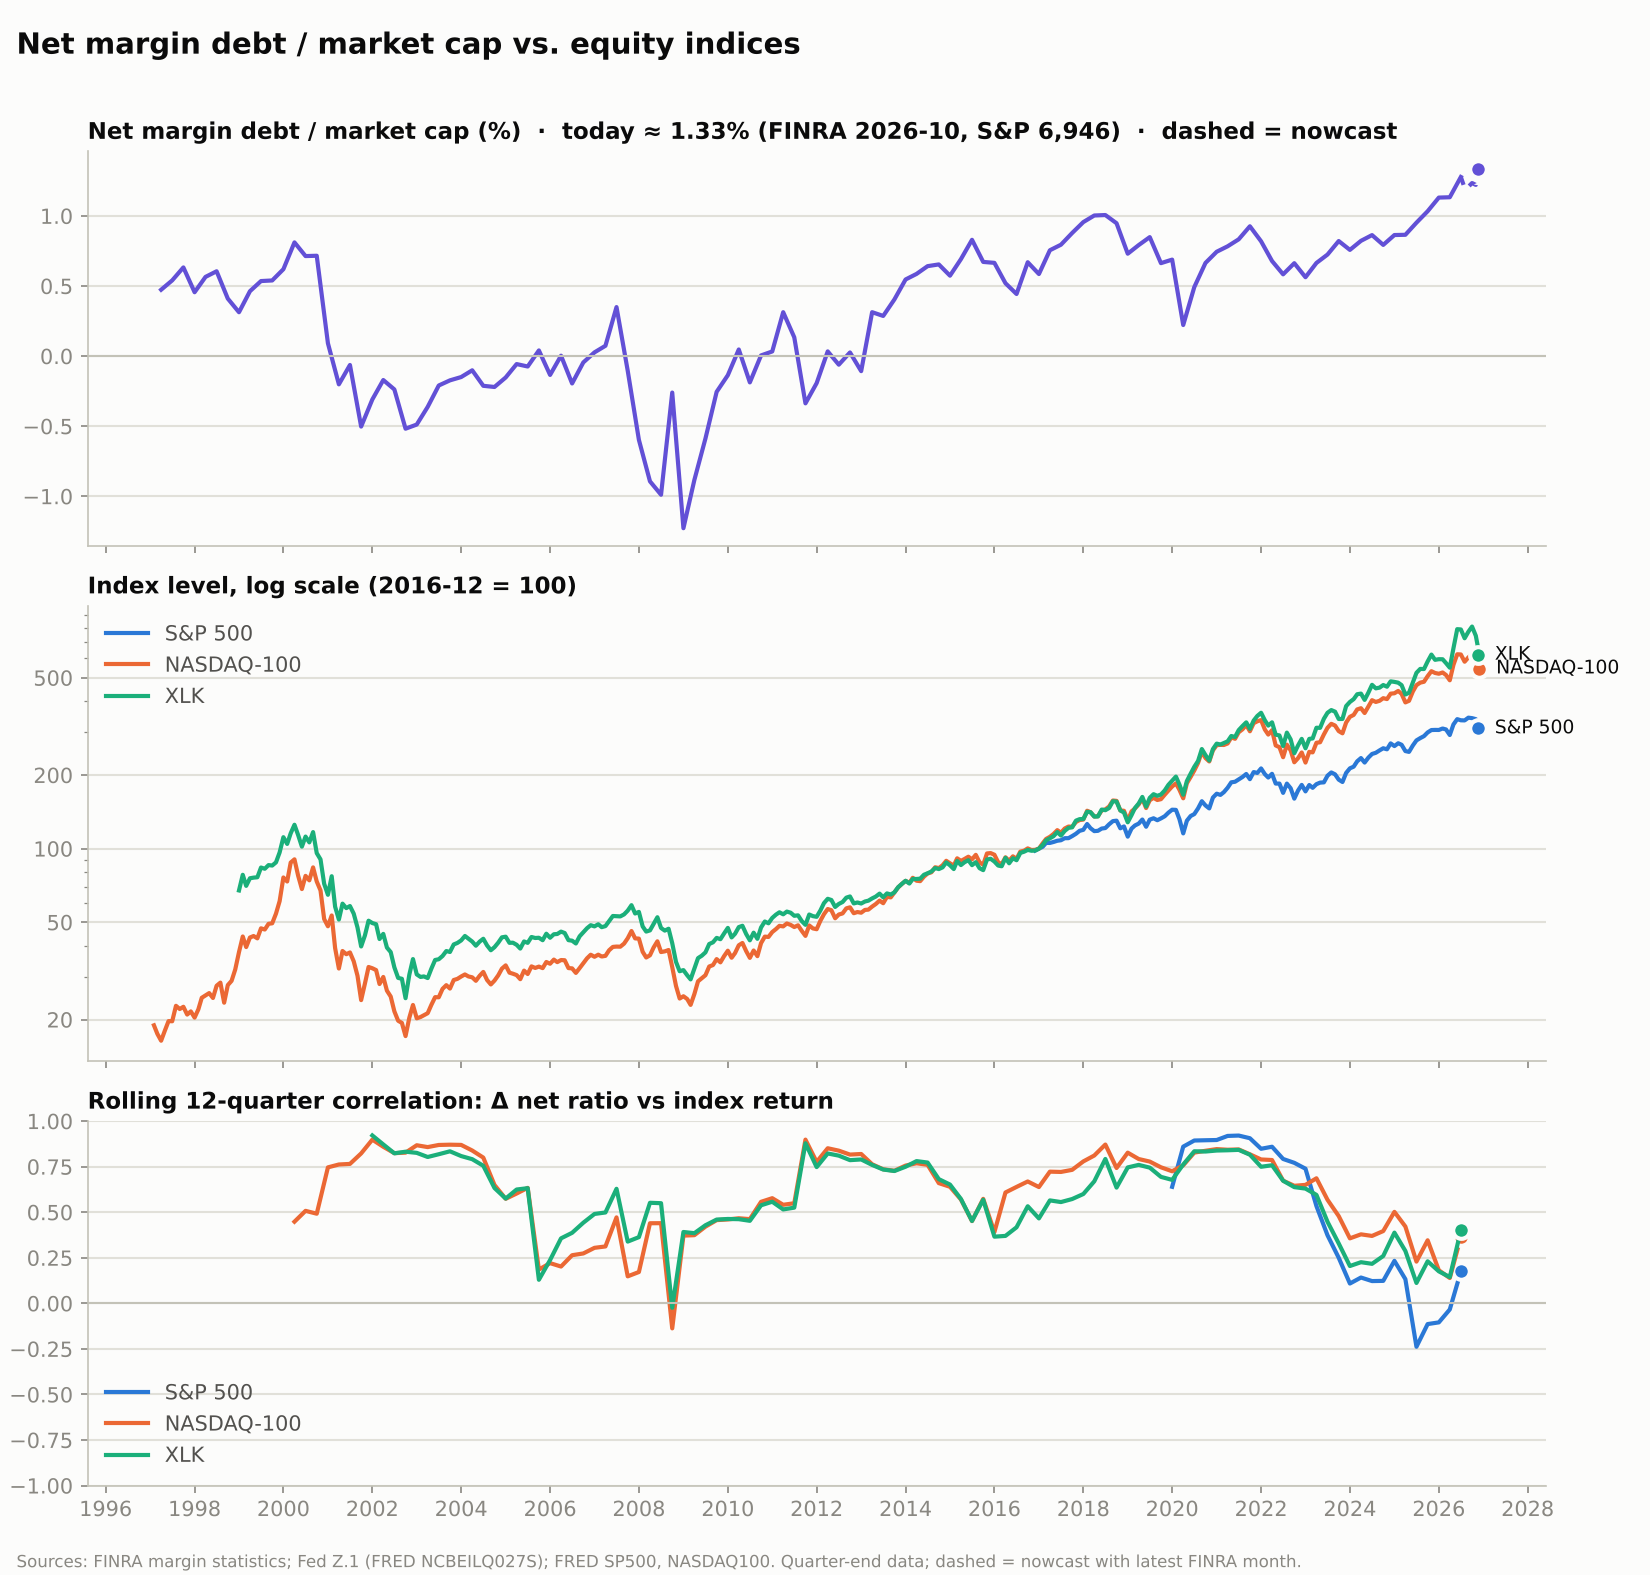 Net margin debt / market cap vs. equity indices
Net margin debt / market cap (%)  ·  today ≈ 1.33% (FINRA 2026-10, S&P 6,946)  ·  dashed = nowcast
1.0
0.5
0.0
−0.5
−1.0
Index level, log scale (2016-12 = 100)
S&P 500
NASDAQ-100
XLK
500
200
100
50
20
XLK
NASDAQ-100
S&P 500
Rolling 12-quarter correlation: Δ net ratio vs index return
1.00
0.75
0.50
0.25
0.00
−0.25
−0.50
−0.75
−1.00
S&P 500
NASDAQ-100
XLK
1996 1998 2000 2002 2004 2006 2008 2010 2012 2014 2016 2018 2020 2022 2024 2026 2028
Sources: FINRA margin statistics; Fed Z.1 (FRED NCBEILQ027S); FRED SP500, NASDAQ100. Quarter-end data; dashed = nowcast with latest FINRA month.